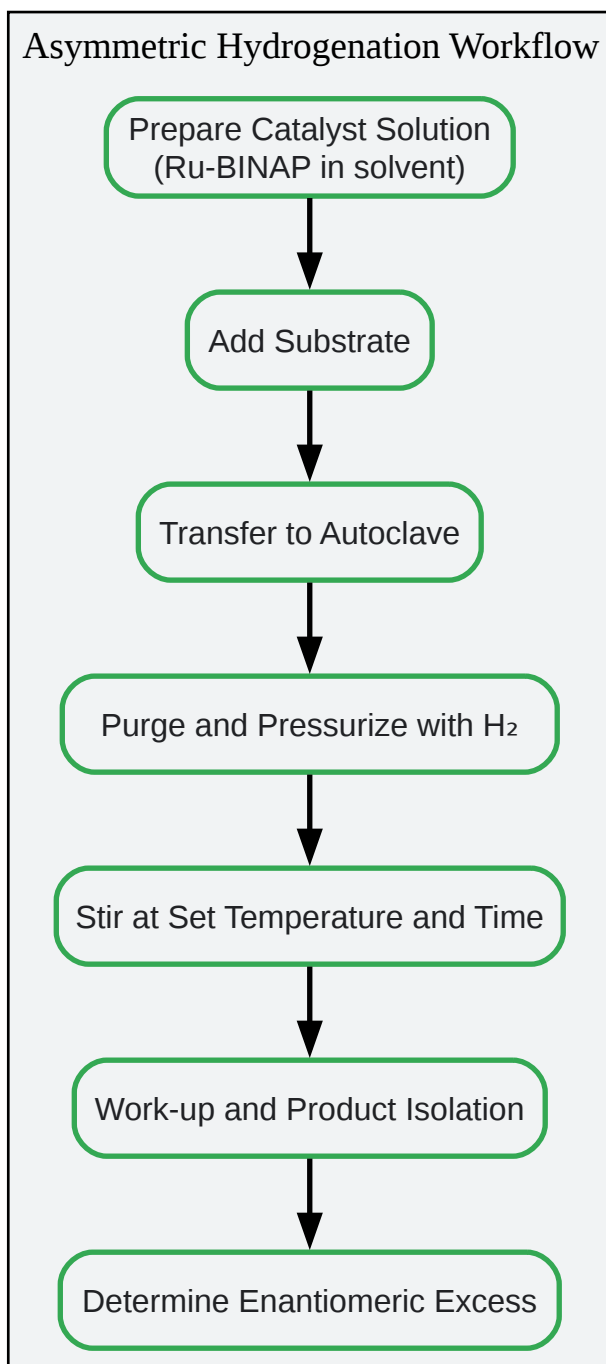 Asymmetric Hydrogenation Workflow
Prepare Catalyst Solution
(Ru-BINAP in solvent)
Add Substrate
Transfer to Autoclave
Purge and Pressurize with H₂
Stir at Set Temperature and Time
Work-up and Product Isolation
Determine Enantiomeric Excess